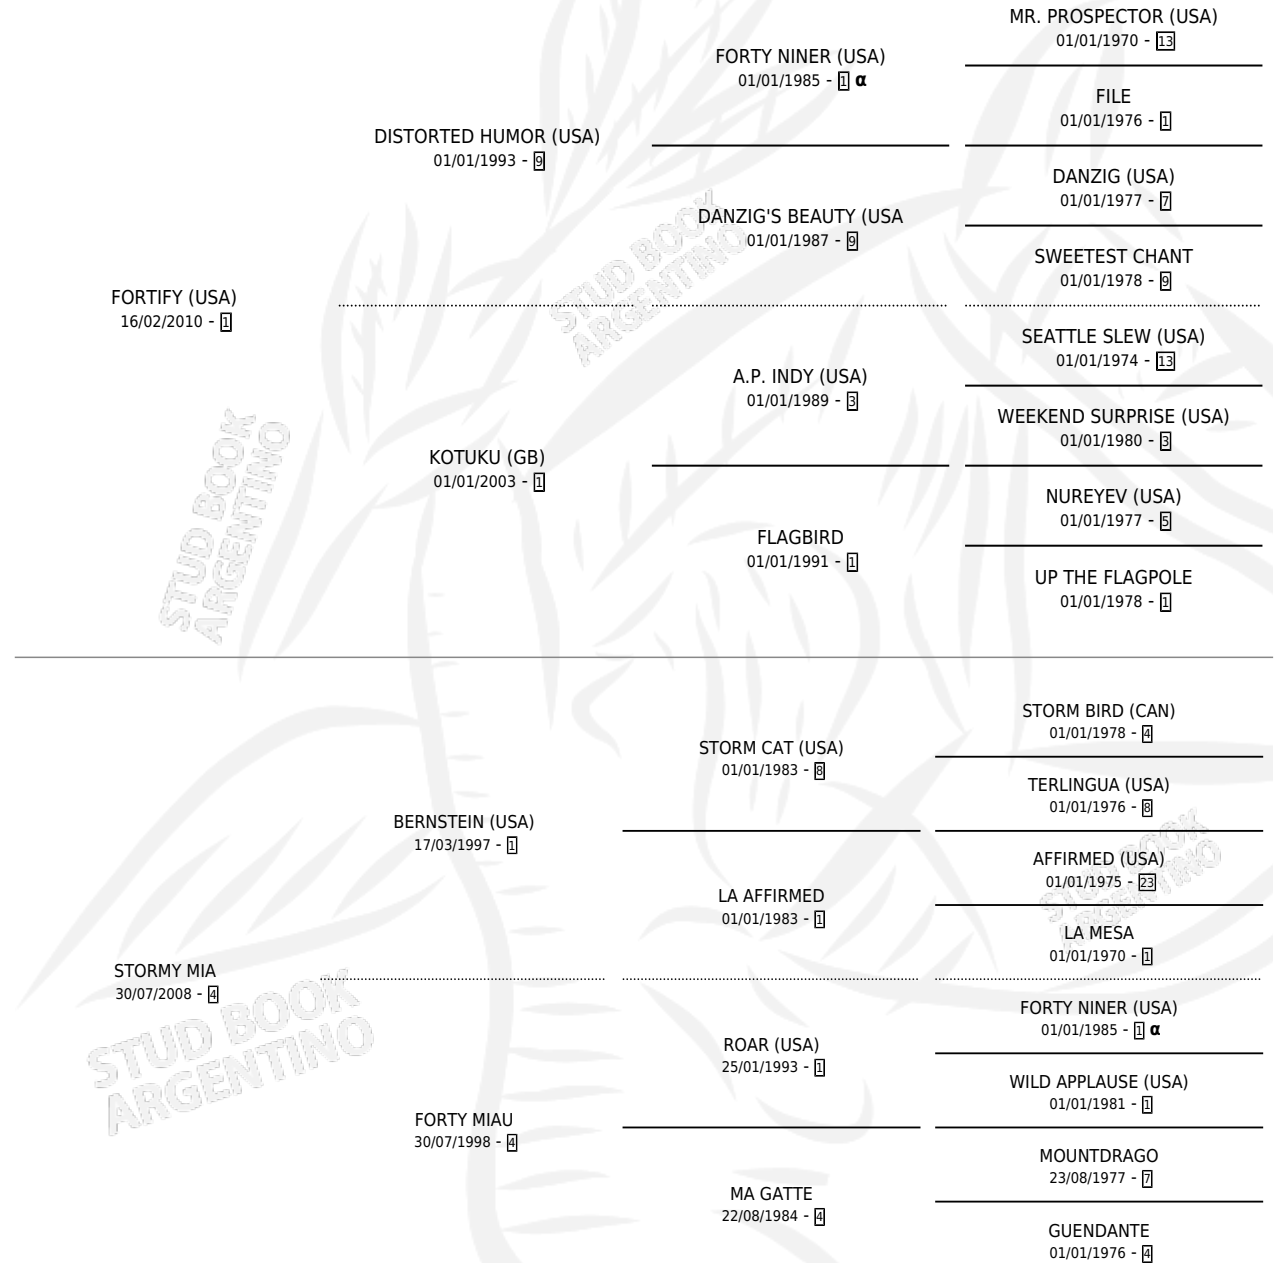 MR. PROSPECTOR (USA)
01/01/1970 - 13
FORTY NINER (USA)
01/01/1985 - 1 α
FILE
01/01/1976 - 1
DISTORTED HUMOR (USA)
01/01/1993 - 9
DANZIG (USA)
01/01/1977 - 7
DANZIG'S BEAUTY (USA
01/01/1987 - 9
SWEETEST CHANT
01/01/1978 - 9
FORTIFY (USA)
16/02/2010 - 1
SEATTLE SLEW (USA)
01/01/1974 - 13
A.P. INDY (USA)
01/01/1989 - 3
WEEKEND SURPRISE (USA)
01/01/1980 - 3
KOTUKU (GB)
01/01/2003 - 1
NUREYEV (USA)
01/01/1977 - 5
FLAGBIRD
01/01/1991 - 1
UP THE FLAGPOLE
01/01/1978 - 1
STORM BIRD (CAN)
01/01/1978 - 4
STORM CAT (USA)
01/01/1983 - 8
TERLINGUA (USA)
01/01/1976 - 8
BERNSTEIN (USA)
17/03/1997 - 1
AFFIRMED (USA)
01/01/1975 - 23
LA AFFIRMED
01/01/1983 - 1
LA MESA
01/01/1970 - 1
STORMY MIA
30/07/2008 - 4
FORTY NINER (USA)
01/01/1985 - 1 α
ROAR (USA)
25/01/1993 - 1
WILD APPLAUSE (USA)
01/01/1981 - 1
FORTY MIAU
30/07/1998 - 4
MOUNTDRAGO
23/08/1977 - 7
MA GATTE
22/08/1984 - 4
GUENDANTE
01/01/1976 - 4
STUD BOOK
ARGENTINO
STUD BOOK
ARGENTINO
STUD BOOK
ARGENTINO
STUD BOOK
ARGENTINO